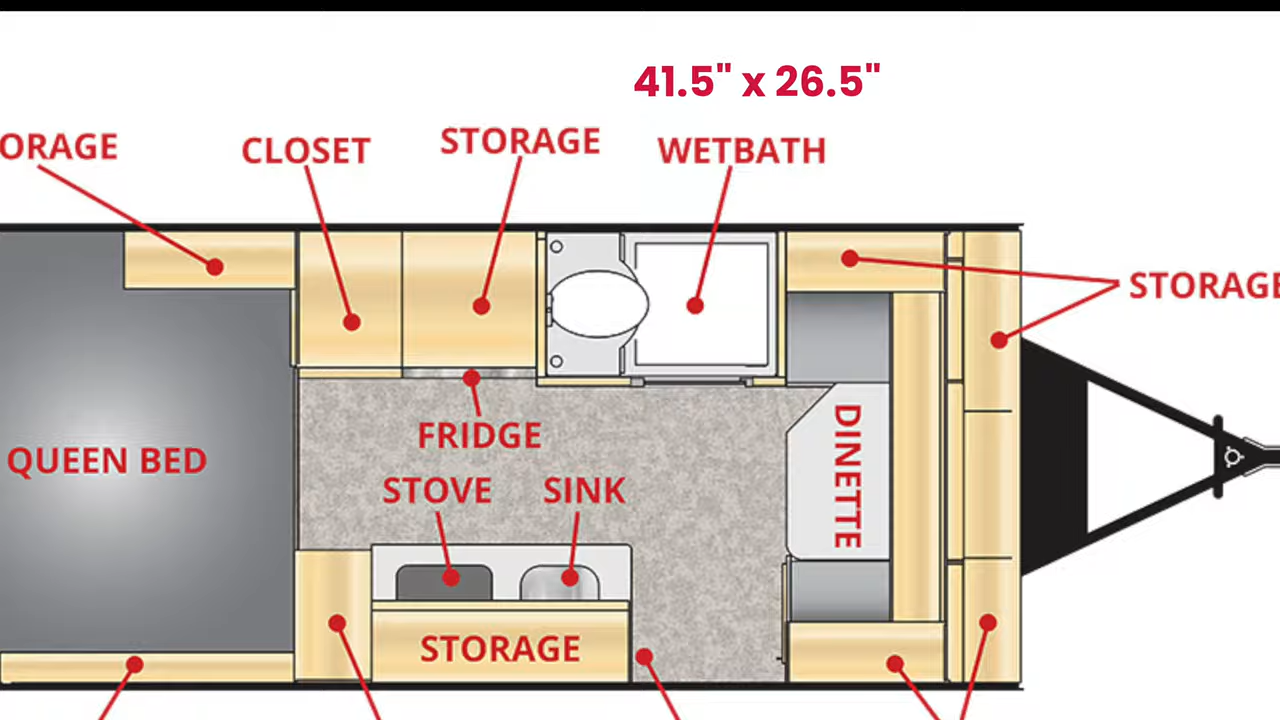 41.5" x 26.5"
ORAGE
CLOSET
STORAGE
WETBATH
STORAGE
FRIDGE
QUEEN BED
STOVE
SINK
DINETTE
STORAGE